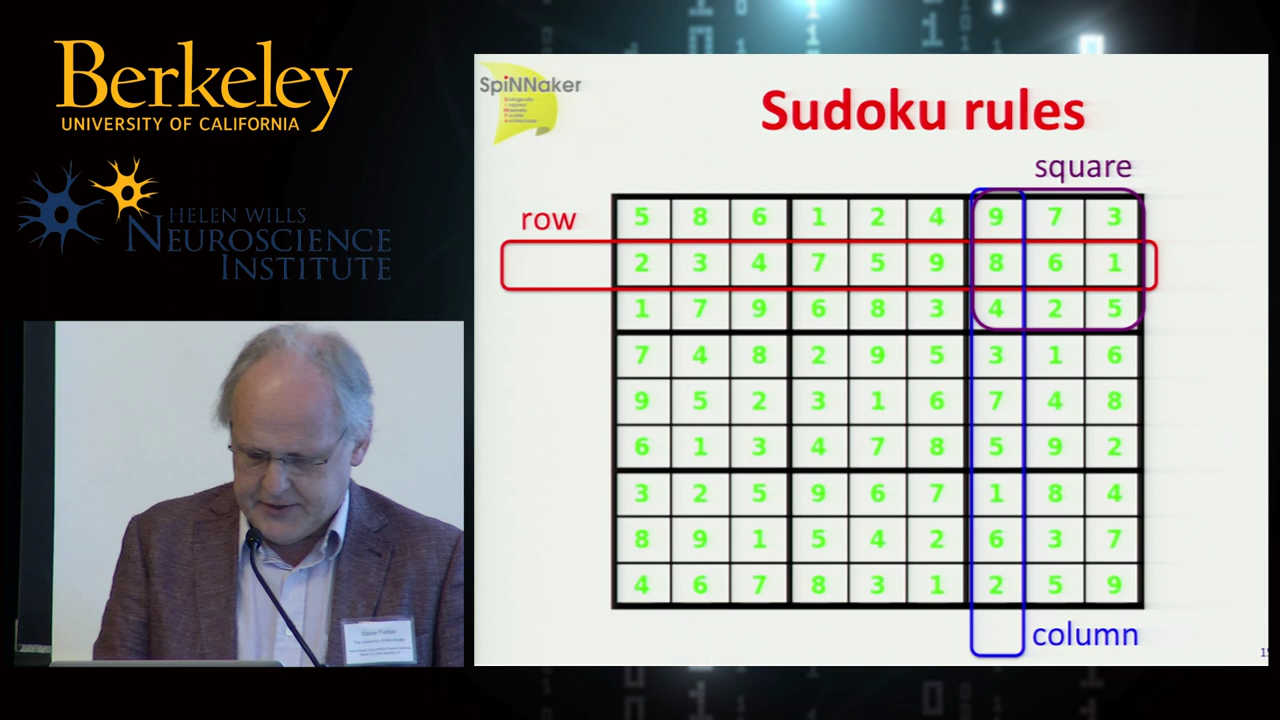 Berkeley
UNIVERSITY OF CALIFORNIA
HELEN WILLS
NEUROSCIENCE
INSTITUTE
SpiNNaker
Sudoku rules
square
row
5 8 6 1 2 4 9 7 3
2 3 4 7 5 9 8 6 1
1 7 9 6 8 3 4 2 5
7 4 8 2 9 5 3 1 6
9 5 2 3 1 6 7 4 8
6 1 3 4 7 8 5 9 2
3 2 5 9 6 7 1 8 4
8 9 1 5 4 2 6 3 7
4 6 7 8 3 1 2 5 9
column